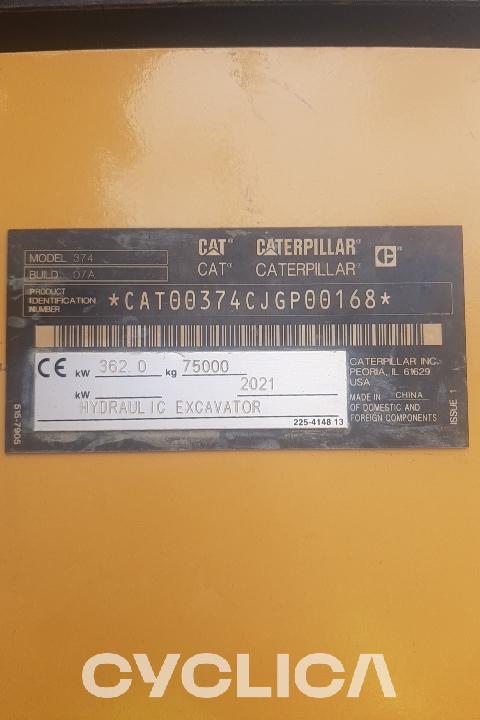 CAT® CATERPILLAR® C®
MODEL 374
CAT® CATERPILLAR®
BUILD 07A
PRODUCT IDENTIFICATION NUMBER *CAT00374CJGP00168*
CE kW 362.0 kg 75000
kW 2021
HYDRAULIC EXCAVATOR
225-4148 13
CATERPILLAR INC.
PEORIA, IL 61629
USA
MADE IN CHINA
OF DOMESTIC AND
FOREIGN COMPONENTS
ISSUE 1
515-7905
CYCLICA